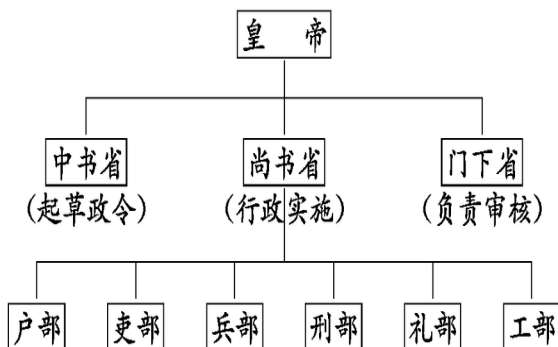 皇 帝
中书省 尚书省 门下省
(起草政令) (行政实施) (负责审核)
户部 吏部 兵部 刑部 礼部 工部